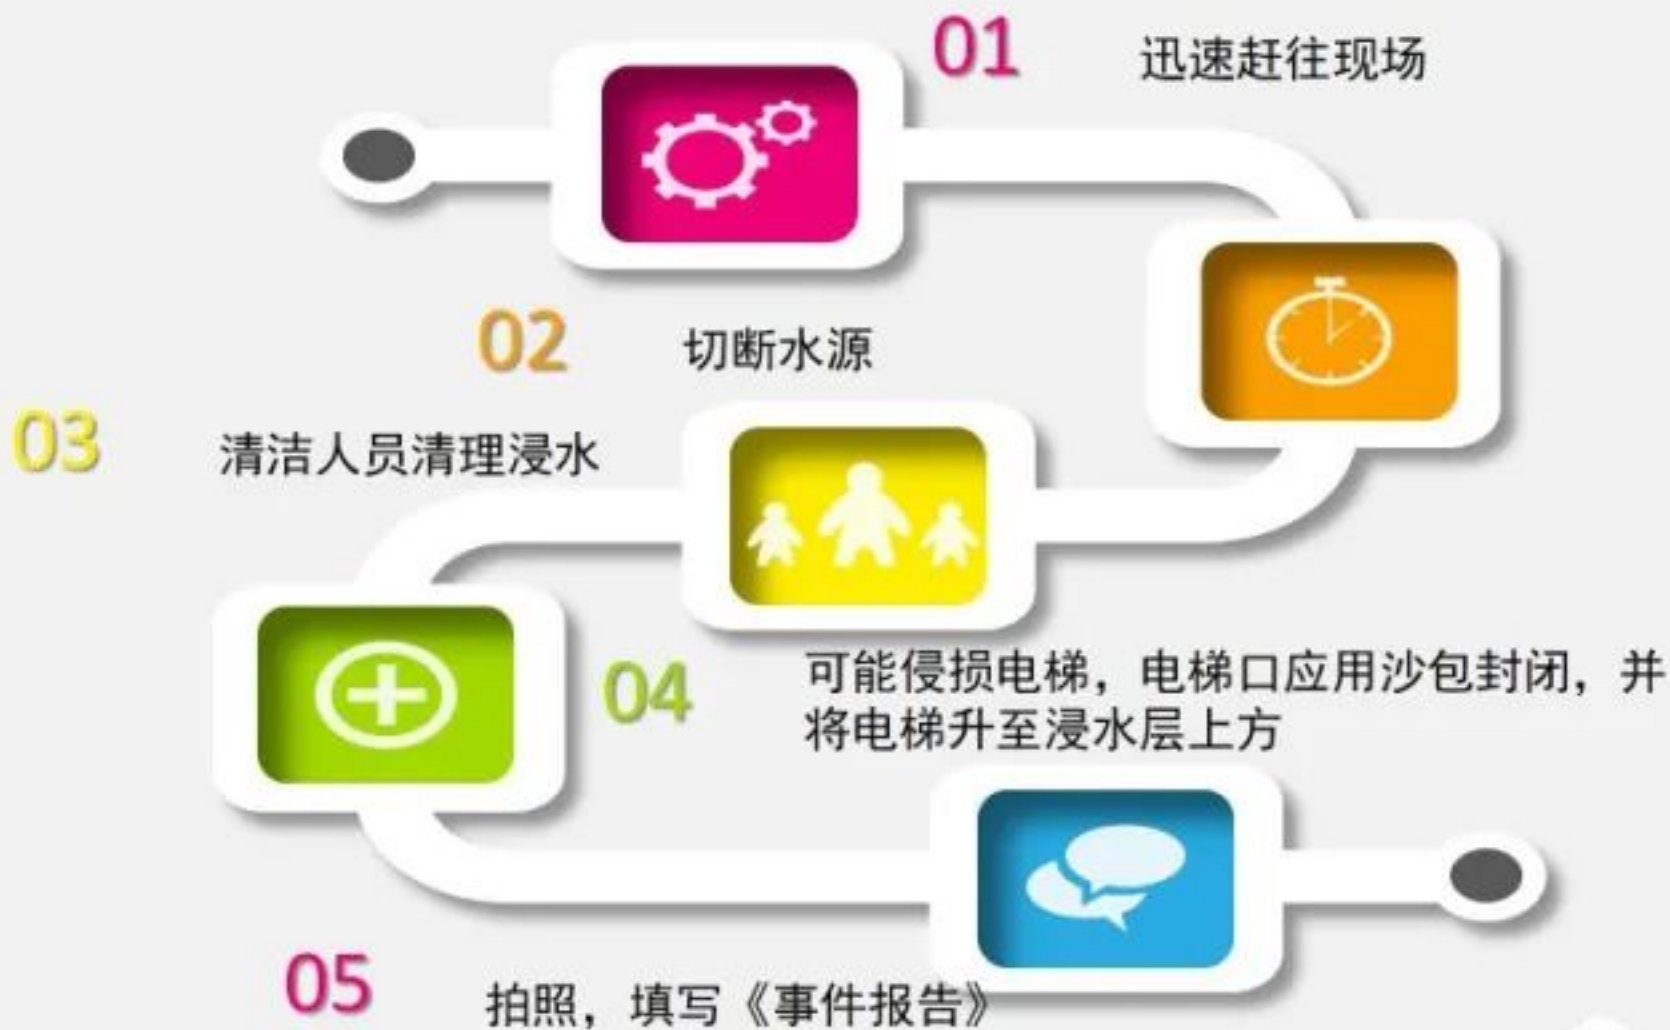 01 迅速赶往现场
02 切断水源
03 清洁人员清理浸水
04 可能侵损电梯，电梯口应用沙包封闭，并
将电梯升至浸水层上方
05 拍照，填写《事件报告》